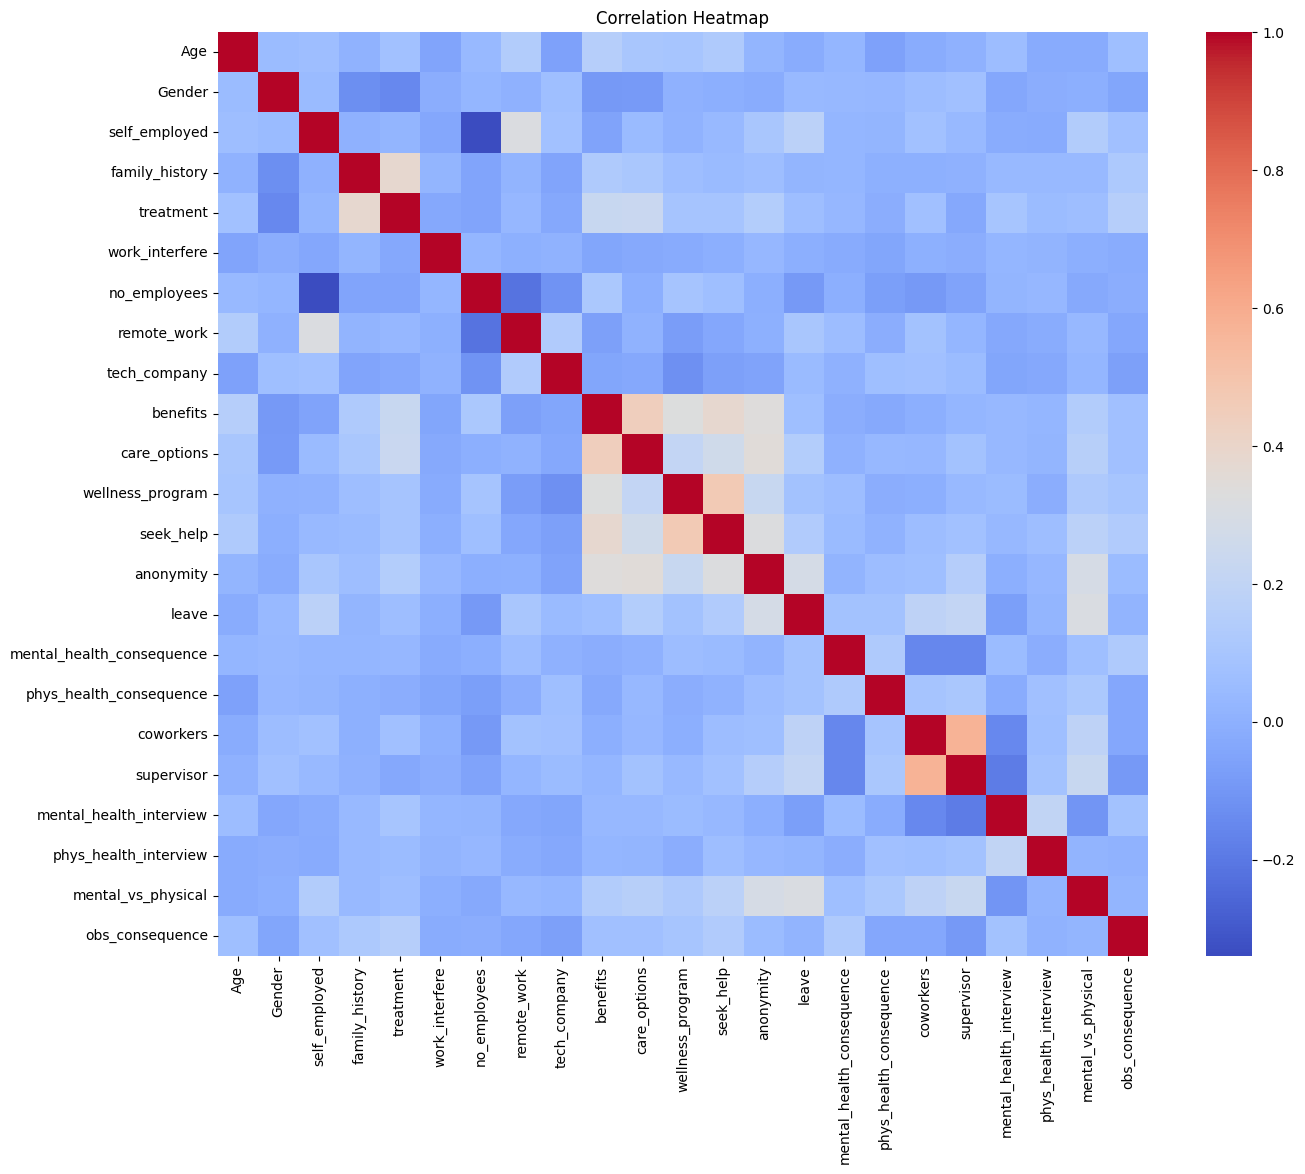 Correlation Heatmap
Age
Gender
self_employed
family_history
treatment
work_interfere
no_employees
remote_work
tech_company
benefits
care_options
wellness_program
seek_help
anonymity
leave
mental_health_consequence
phys_health_consequence
coworkers
supervisor
mental_health_interview
phys_health_interview
mental_vs_physical
obs_consequence
Age
Gender
self_employed
family_history
treatment
work_interfere
no_employees
remote_work
tech_company
benefits
care_options
wellness_program
seek_help
anonymity
leave
mental_health_consequence
phys_health_consequence
coworkers
supervisor
mental_health_interview
phys_health_interview
mental_vs_physical
obs_consequence
1.0
0.8
0.6
0.4
0.2
0.0
−0.2